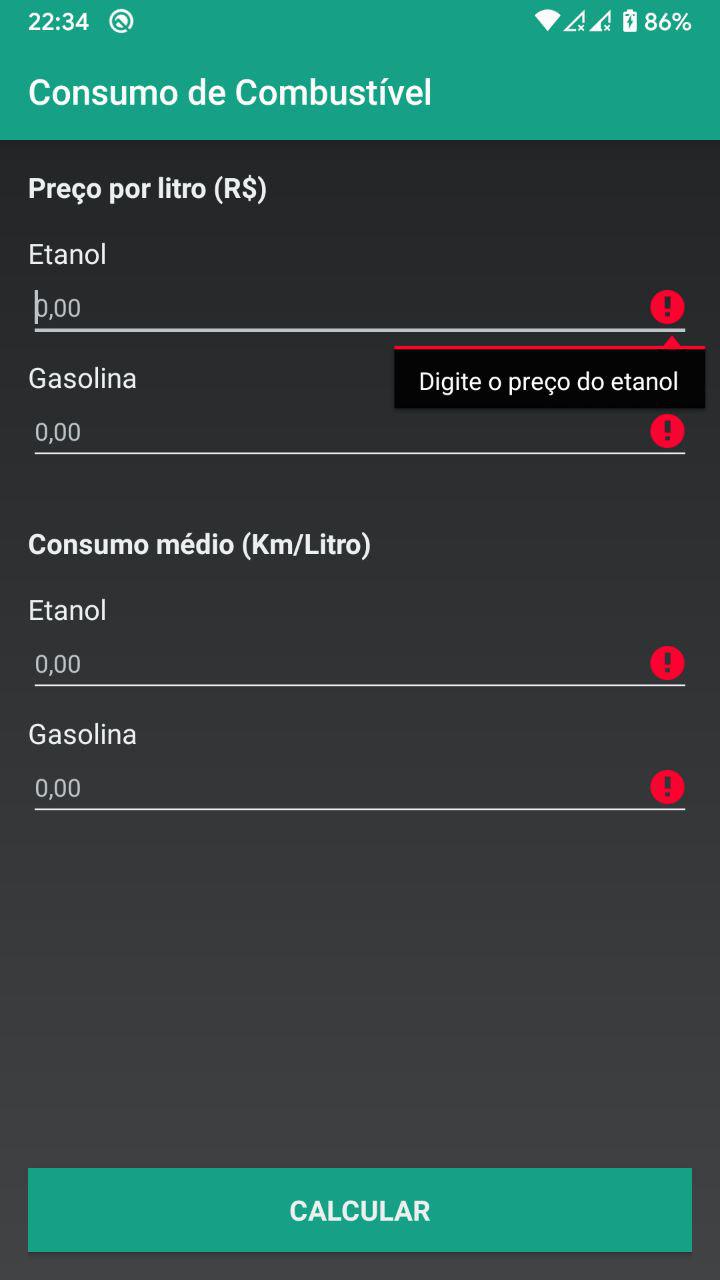 22:34 86%
Consumo de Combustível
Preço por litro (R$)
Etanol
0,00
Digite o preço do etanol
Gasolina
0,00
Consumo médio (Km/Litro)
Etanol
0,00
Gasolina
0,00
CALCULAR